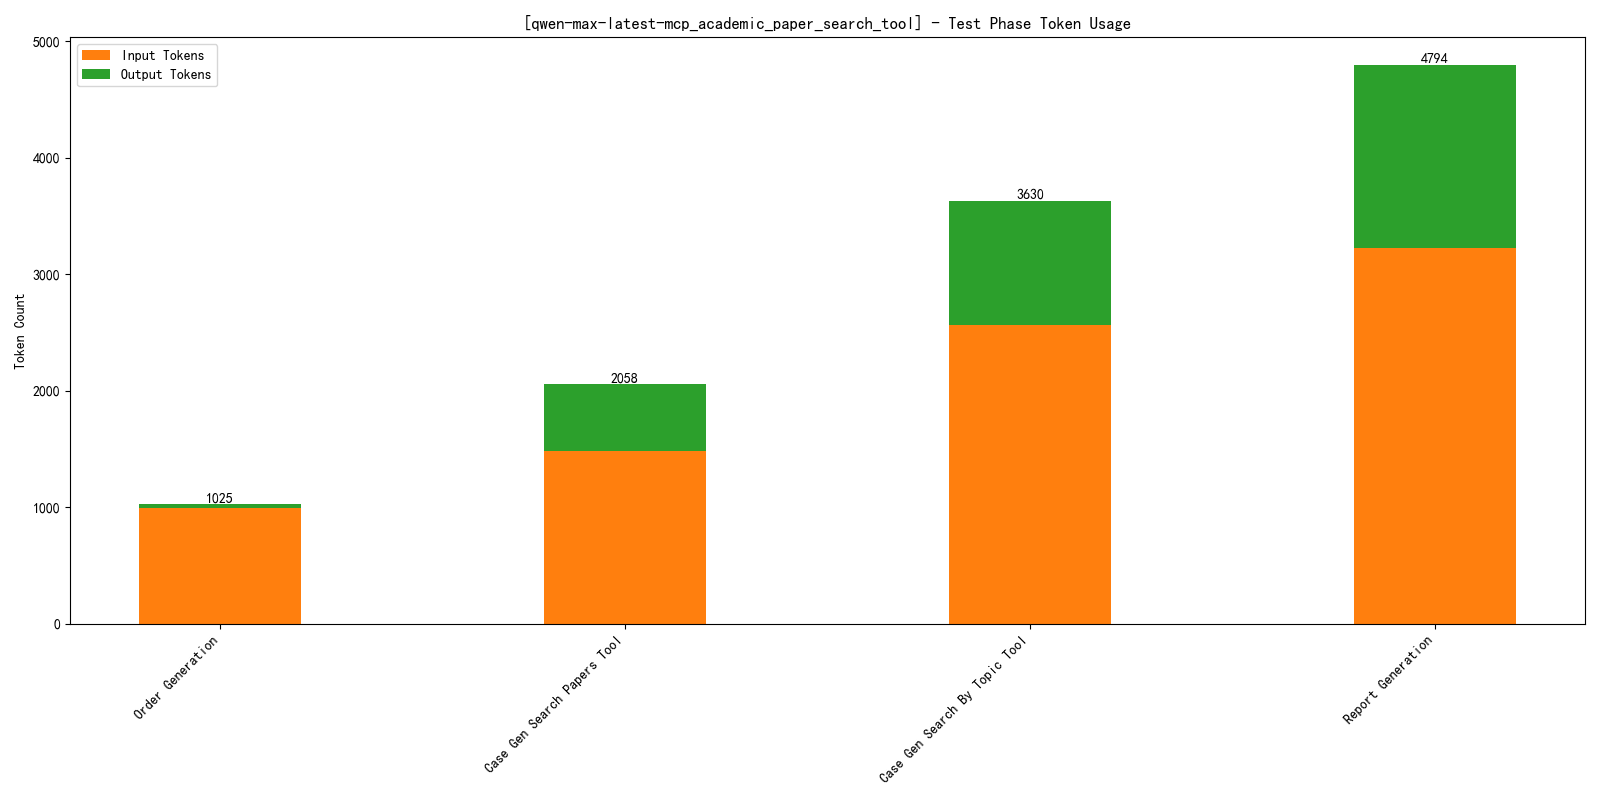 [qwen-max-latest-mcp_academic_paper_search_tool] - Test Phase Token Usage
Input Tokens
Output Tokens
Token Count
5000
4000
3000
2000
1000
0
1025
2058
3630
4794
Order Generation
Case Gen Search Papers Tool
Case Gen Search By Topic Tool
Report Generation